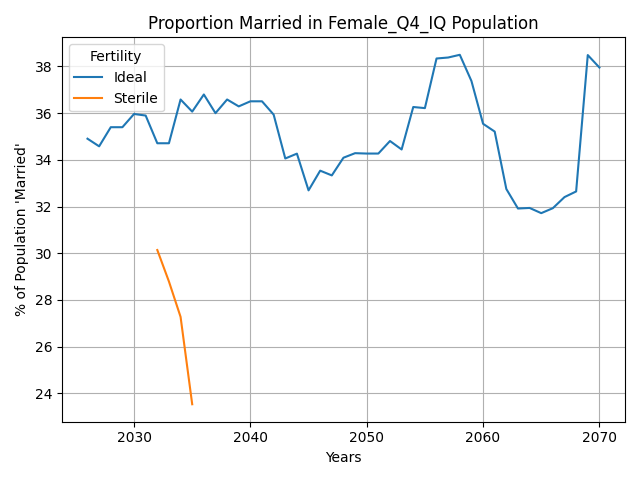 Proportion Married in Female_Q4_IQ Population
Fertility
Ideal
Sterile
% of Population 'Married'
38
36
34
32
30
28
26
24
2030
2040
2050
2060
2070
Years